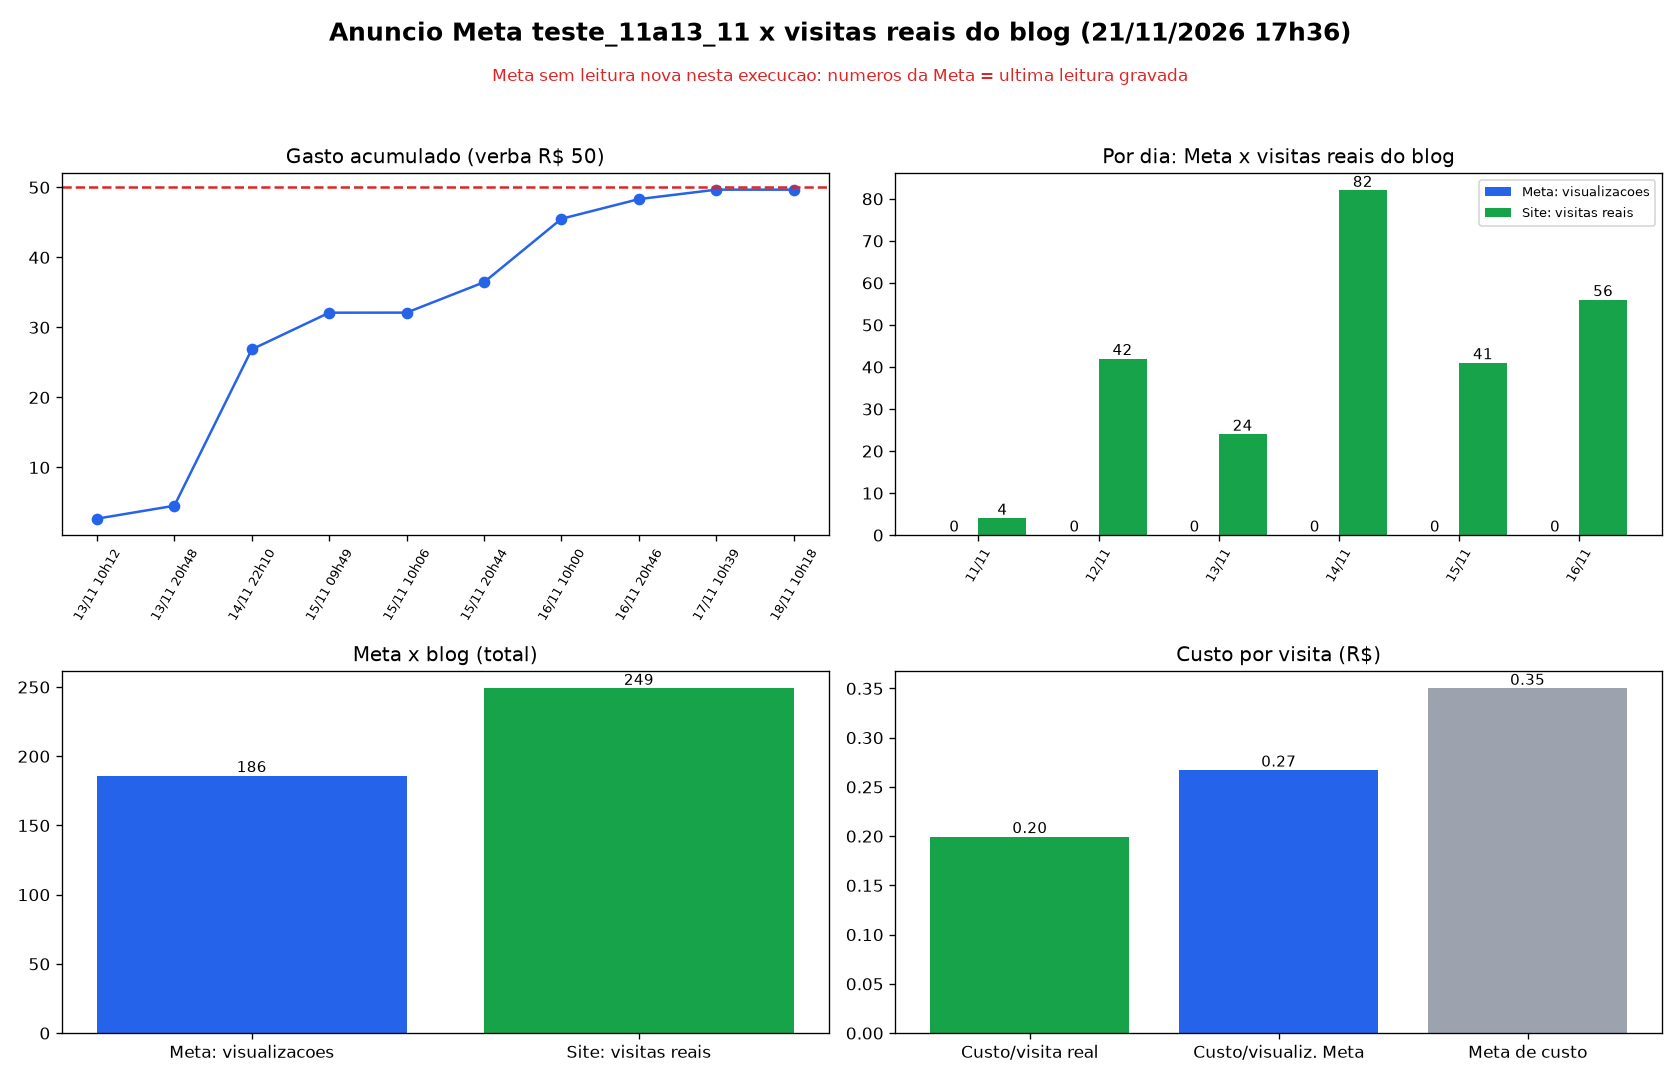 Anuncio Meta teste_11a13_11 x visitas reais do blog (21/11/2026 17h36)
Meta sem leitura nova nesta execucao: numeros da Meta = ultima leitura gravada
Gasto acumulado (verba R$ 50)
50
40
30
20
10
13/11 10h12
13/11 20h48
14/11 22h10
15/11 09h49
15/11 10h06
15/11 20h44
16/11 10h00
16/11 20h46
17/11 10h39
18/11 10h18
Por dia: Meta x visitas reais do blog
Meta: visualizacoes
Site: visitas reais
80
70
60
50
40
30
20
10
0
0 4 0 42 0 24 0 82 0 41 0 56
11/11
12/11
13/11
14/11
15/11
16/11
Meta x blog (total)
250
200
150
100
50
0
186
249
Meta: visualizacoes
Site: visitas reais
Custo por visita (R$)
0.35
0.30
0.25
0.20
0.15
0.10
0.05
0.00
0.20
0.27
0.35
Custo/visita real
Custo/visualiz. Meta
Meta de custo